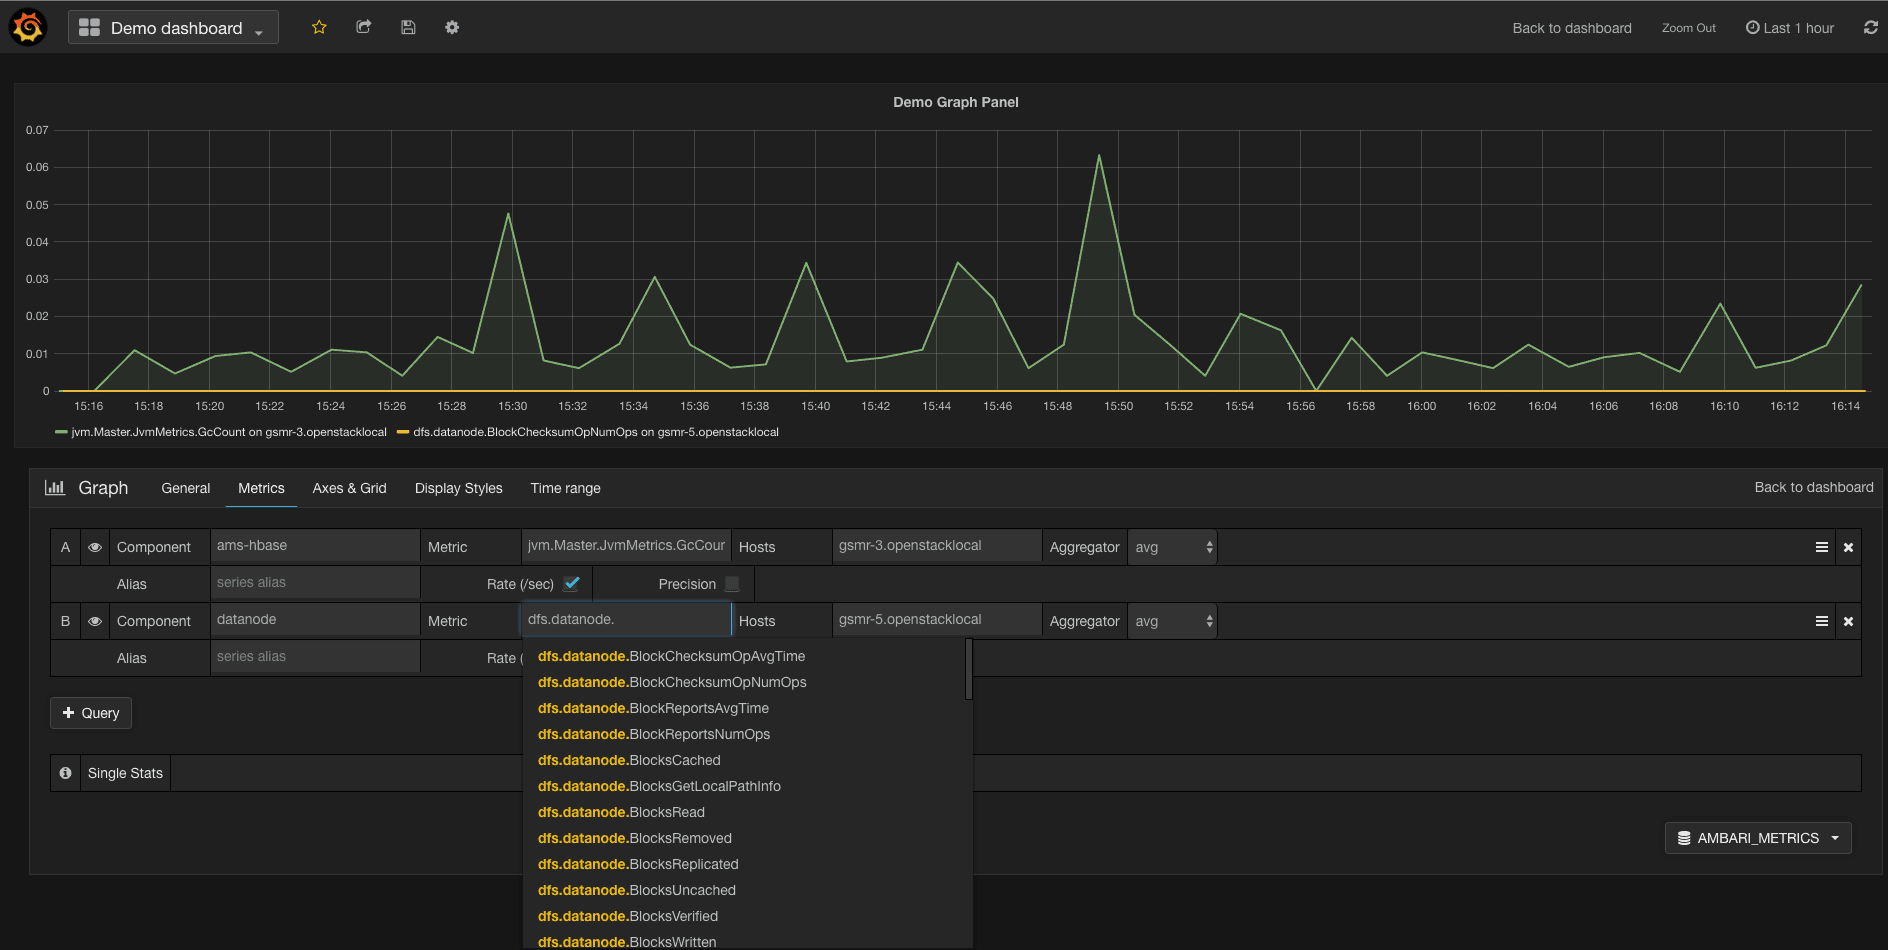 Demo dashboard
Back to dashboard Zoom Out Last 1 hour
Demo Graph Panel
0.07
0.06
0.05
0.04
0.03
0.02
0.01
0
15:16 15:18 15:20 15:22 15:24 15:26 15:28 15:30 15:32 15:34 15:36 15:38 15:40 15:42 15:44 15:46 15:48 15:50 15:52 15:54 15:56 15:58 16:00 16:02 16:04 16:06 16:08 16:10 16:12 16:14
jvm.Master.JvmMetrics.GcCount on gsmr-3.openstacklocal dfs.datanode.BlockChecksumOpNumOps on gsmr-5.openstacklocal
Graph General Metrics Axes & Grid Display Styles Time range Back to dashboard
A Component ams-hbase Metric jvm.Master.JvmMetrics.GcCour Hosts gsmr-3.openstacklocal Aggregator avg
Alias series alias Rate (/sec) Precision
B Component datanode Metric dfs.datanode. Hosts gsmr-5.openstacklocal Aggregator avg
Alias series alias Rate (
dfs.datanode.BlockChecksumOpAvgTime
dfs.datanode.BlockChecksumOpNumOps
dfs.datanode.BlockReportsAvgTime
dfs.datanode.BlockReportsNumOps
dfs.datanode.BlocksCached
dfs.datanode.BlocksGetLocalPathInfo
dfs.datanode.BlocksRead
dfs.datanode.BlocksRemoved
dfs.datanode.BlocksReplicated
dfs.datanode.BlocksUncached
dfs.datanode.BlocksVerified
dfs.datanode.BlocksWritten
Query
Single Stats
AMBARI_METRICS